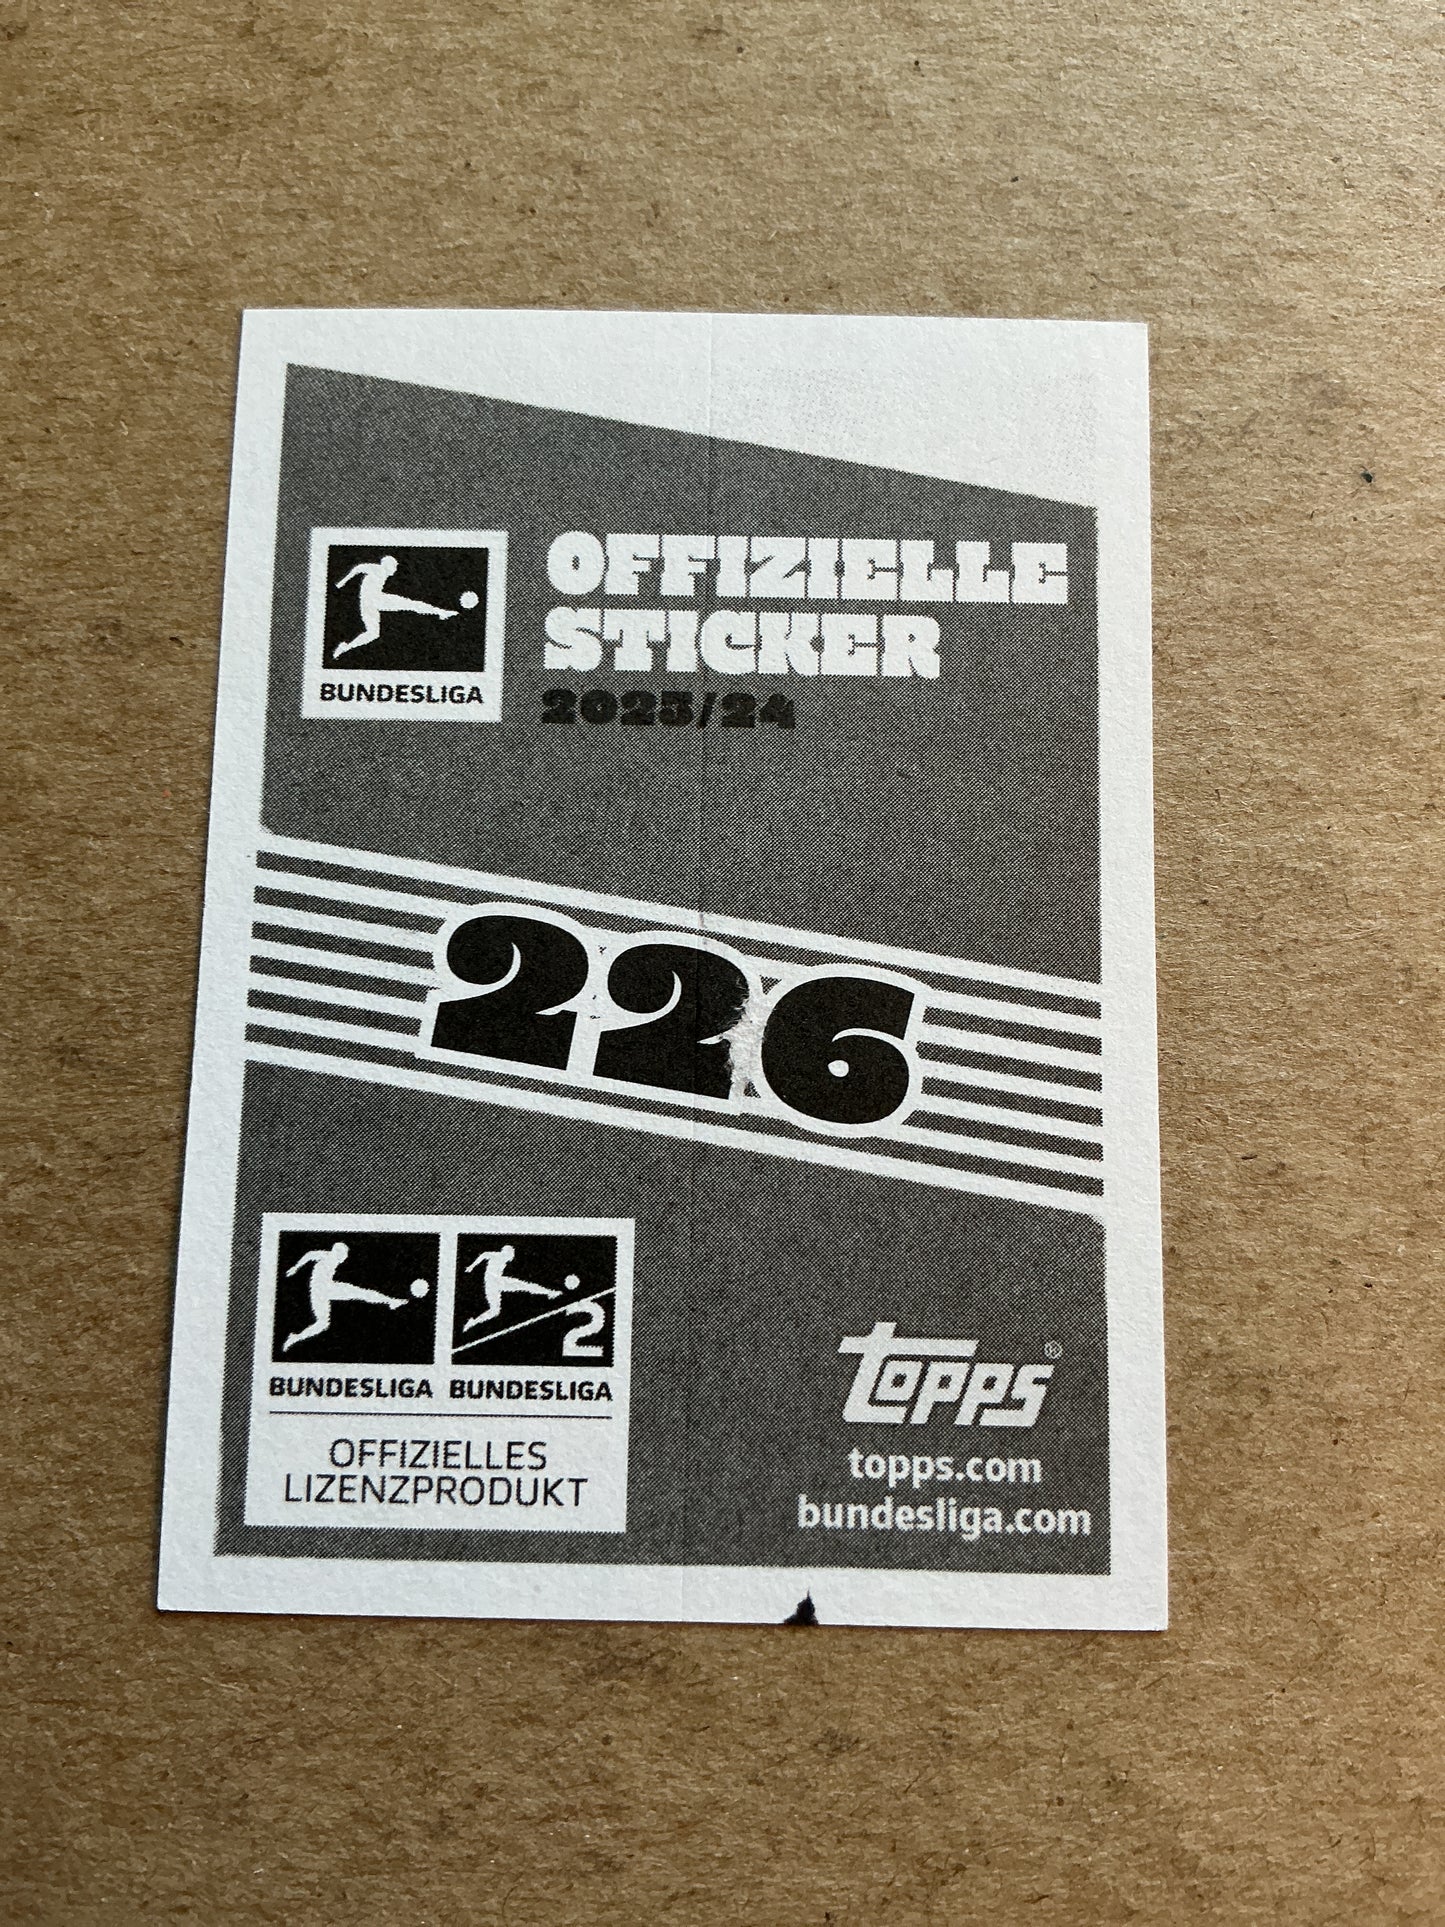 OFFIZIELLE
STICKER
2023/24
BUNDESLIGA
226
2
BUNDESLIGA BUNDESLIGA
OFFIZIELLES
LIZENZPRODUKT
topps®
topps.com
bundesliga.com